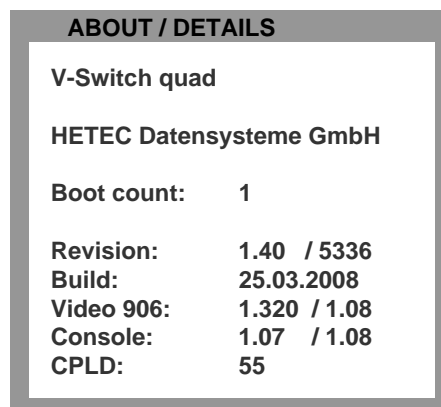 ABOUT / DETAILS
V-Switch quad
HETEC Datensysteme GmbH
Boot count: 1
Revision: 1.40 / 5336
Build: 25.03.2008
Video 906: 1.320 / 1.08
Console: 1.07 / 1.08
CPLD: 55